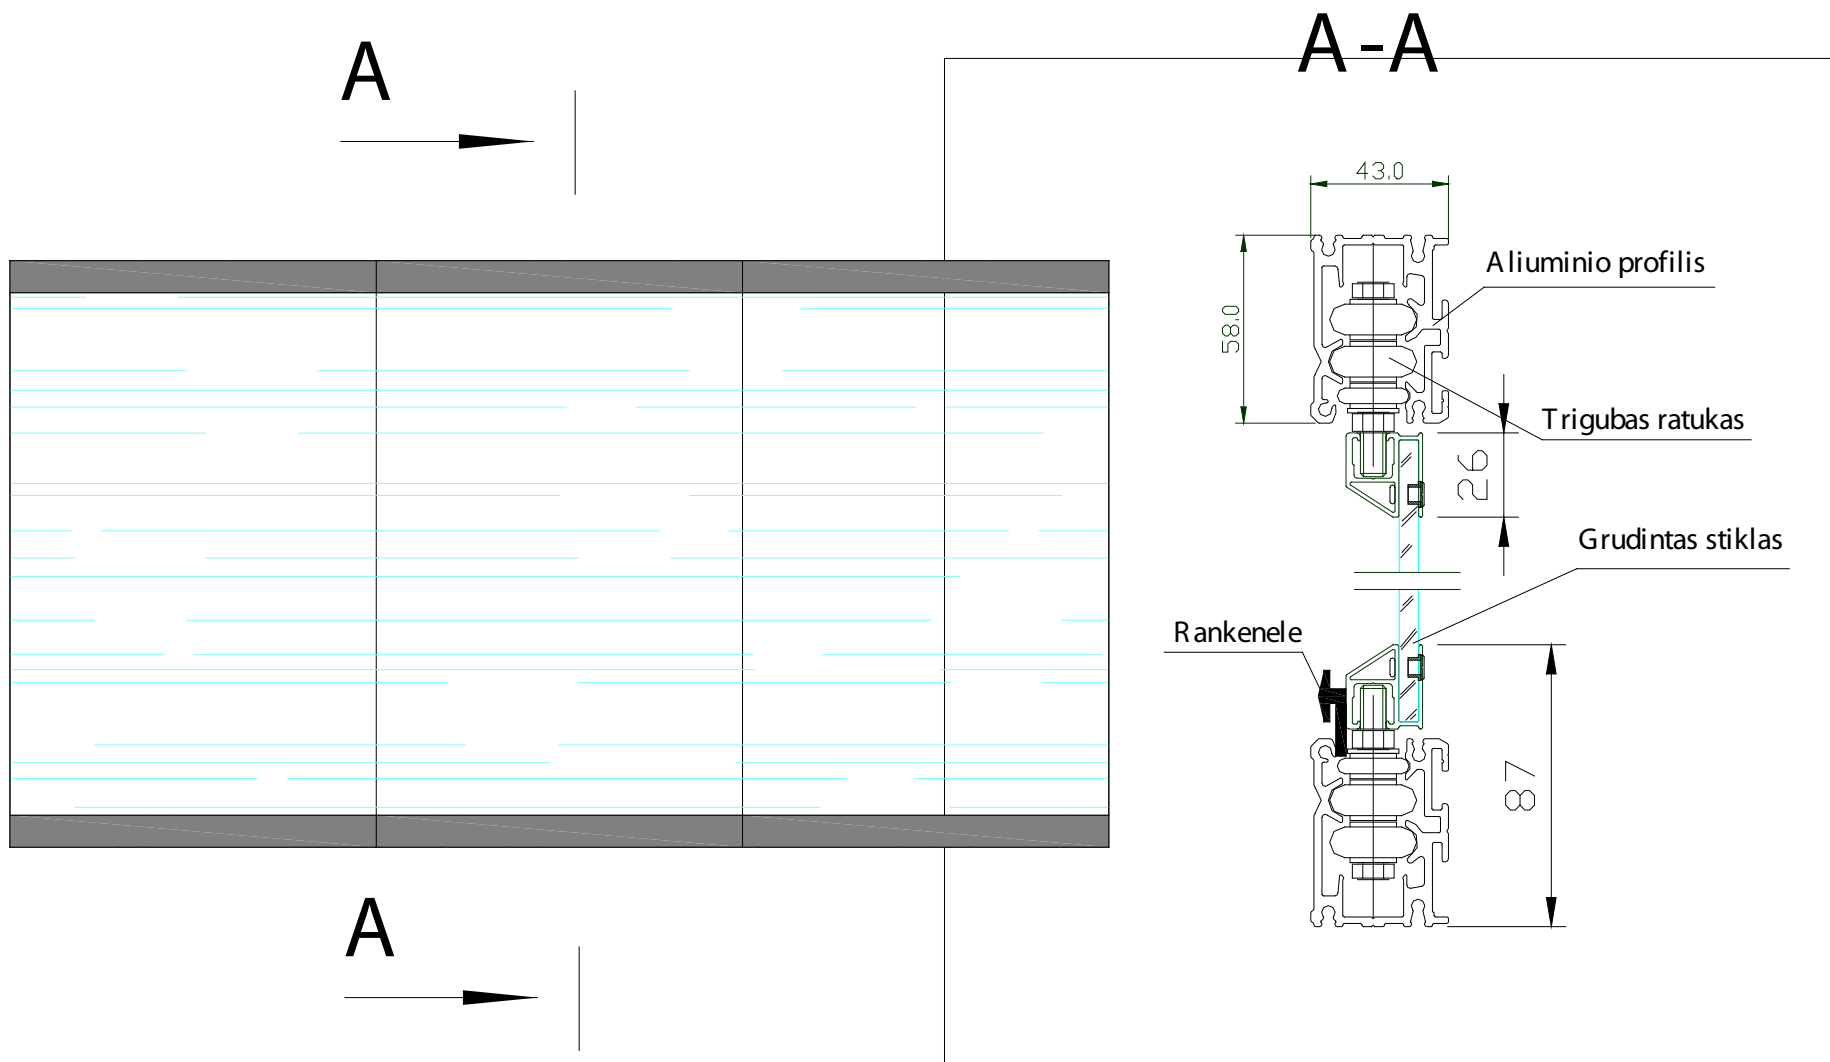 A
A-A
43.0
58.0
Aliuminio profilis
Trigubas ratukas
26
Grudintas stiklas
Rankenele
87
A